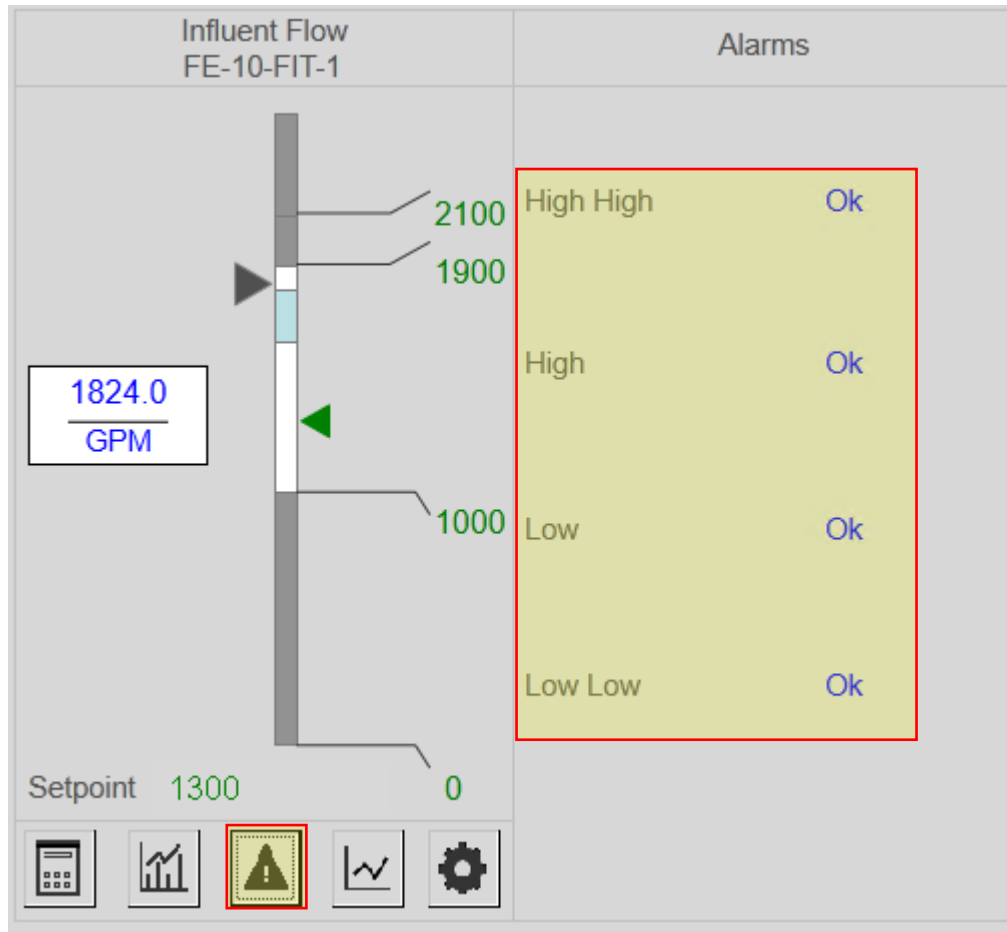 Influent Flow
FE-10-FIT-1
Alarms
2100
1900
1824.0
GPM
1000
0
Setpoint 1300
High High Ok
High Ok
Low Ok
Low Low Ok